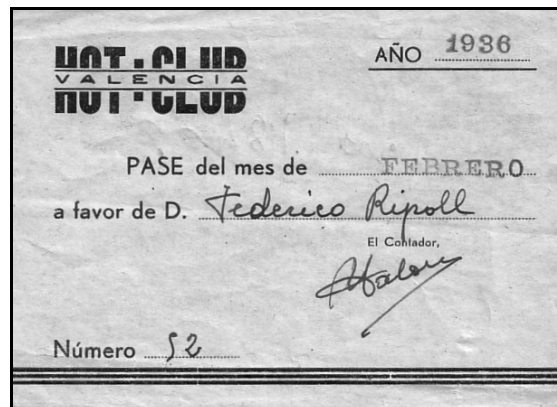 HOT·CLUB
VALENCIA
HOT·CLUB
AÑO 1936
PASE del mes de FEBRERO
a favor de D. Federico Ripoll
El Contador,
Número 52